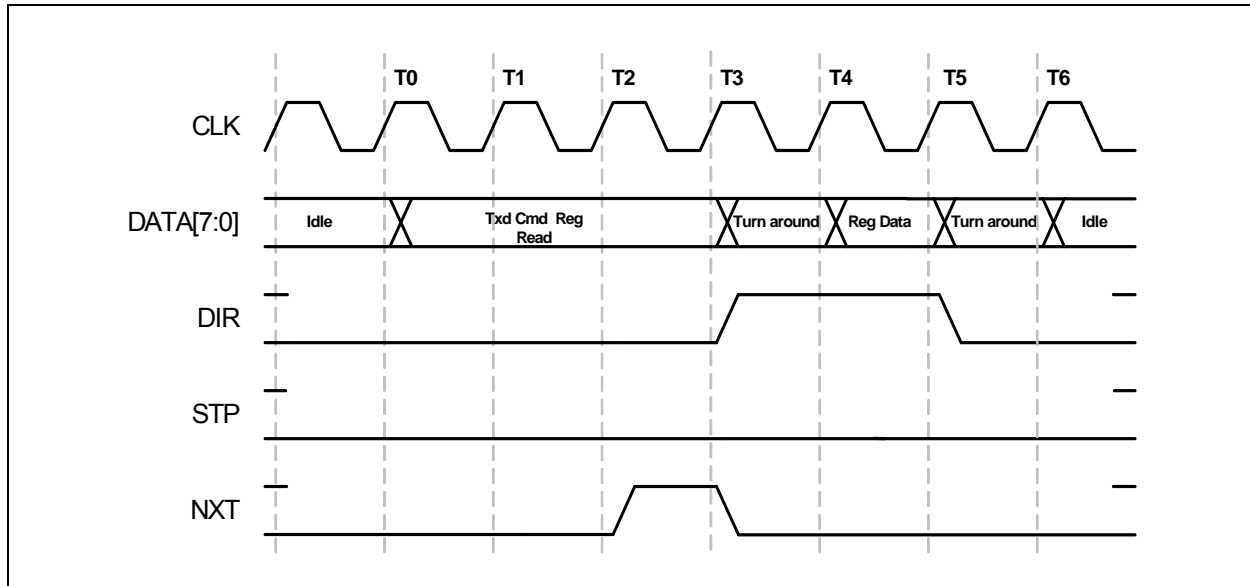 T0 T1 T2 T3 T4 T5 T6
CLK
DATA[7:0]
Idle
Txd Cmd Reg
Read
Turn around
Reg Data
Turn around
Idle
DIR
STP
NXT